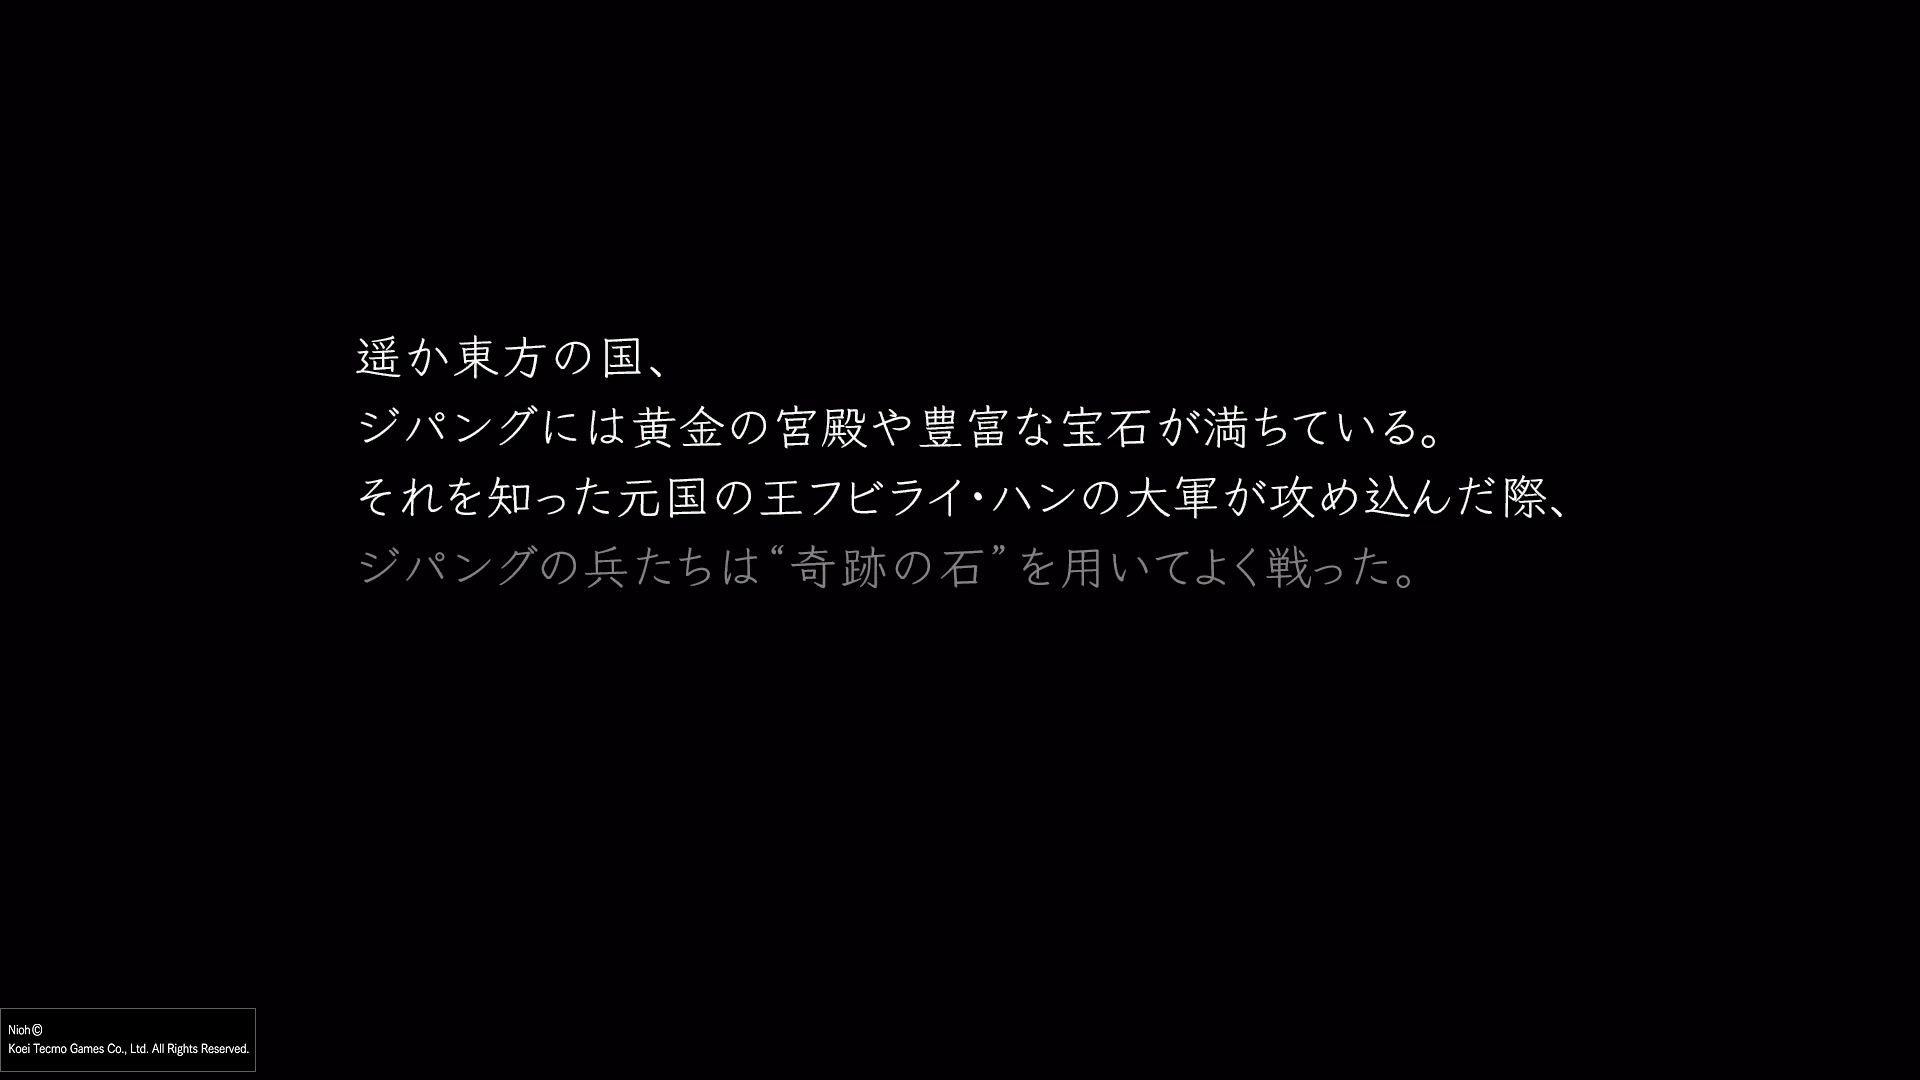 遥か東方の国、
ジパングには黄金の宮殿や豊富な宝石が満ちている。
それを知った元国の王フビライ・ハンの大軍が攻め込んだ際、
ジパングの兵たちは“奇跡の石”を用いてよく戦った。
Nioh©
Koei Tecmo Games Co., Ltd. All Rights Reserved.